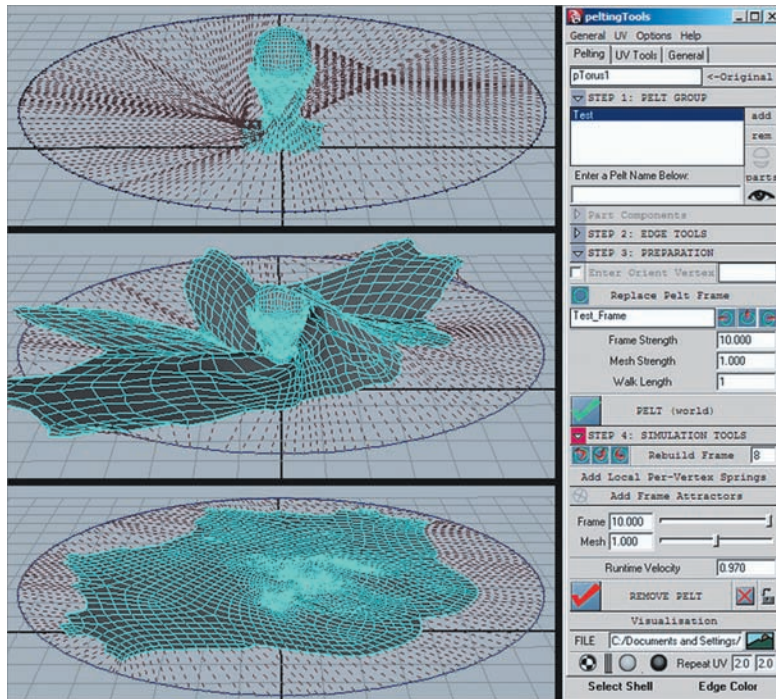 peltingTools
General UV Options Help
Pelting UV Tools General
pTorus1 <-Original
STEP 1: PELT GROUP
Test
add
rem
Enter a Pelt Name Below:
parts
Part Components
STEP 2: EDGE TOOLS
STEP 3: PREPARATION
Enter Orient Vertex
Replace Pelt Frame
Test_Frame
Frame Strength 10.000
Mesh Strength 1.000
Walk Length 1
PELT (world)
STEP 4: SIMULATION TOOLS
Rebuild Frame 8
Add Local Per-Vertex Springs
Add Frame Attractors
Frame 10.000
Mesh 1.000
Runtime Velocity 0.970
REMOVE PELT
Visualisation
FILE C:/Documents and Settings/
Repeat UV 2.0 2.0
Select Shell Edge Color